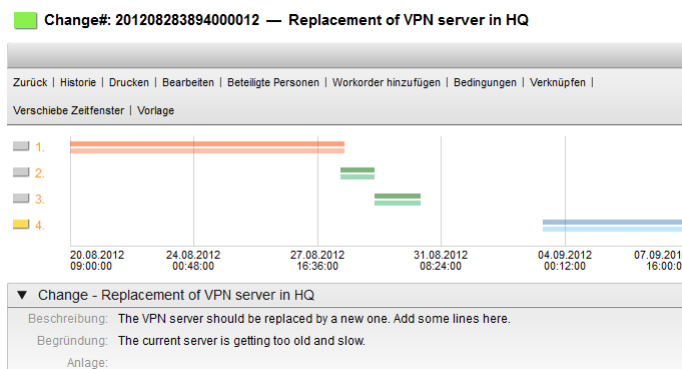 Change#: 201208283894000012 — Replacement of VPN server in HQ
Zurück | Historie | Drucken | Bearbeiten | Beteiligte Personen | Workorder hinzufügen | Bedingungen | Verknüpfen |
Verschiebe Zeitfenster | Vorlage
1.
2.
3.
4.
20.08.2012 24.08.2012 27.08.2012 31.08.2012 04.09.2012 07.09.201
09:00:00 00:48:00 16:36:00 08:24:00 00:12:00 16:00:0
▼ Change - Replacement of VPN server in HQ
Beschreibung: The VPN server should be replaced by a new one. Add some lines here.
Begründung: The current server is getting too old and slow.
Anlage: